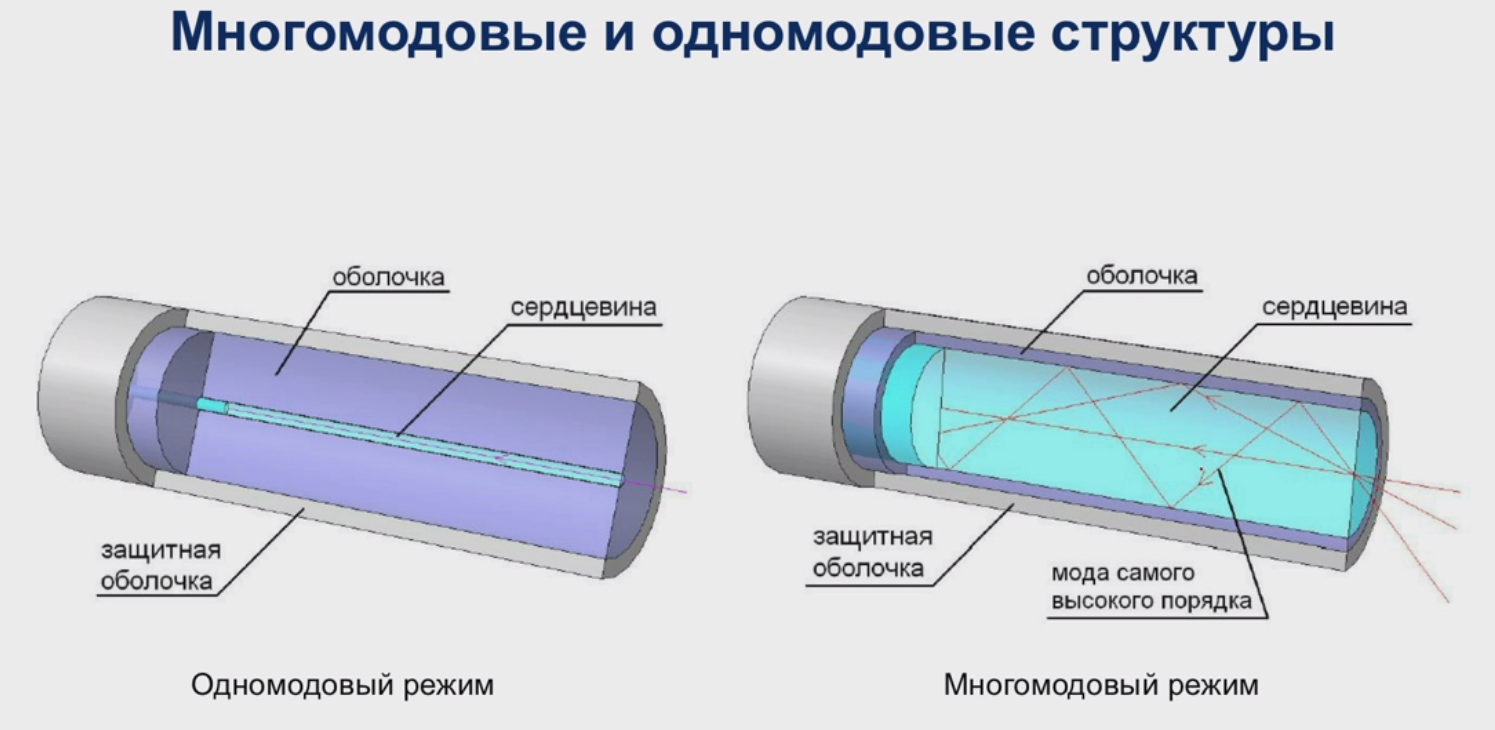 Многомодовые и одномодовые структуры
оболочка
сердцевина
защитная
оболочка
Одномодовый режим
оболочка
сердцевина
защитная
оболочка
мода самого
высокого порядка
Многомодовый режим